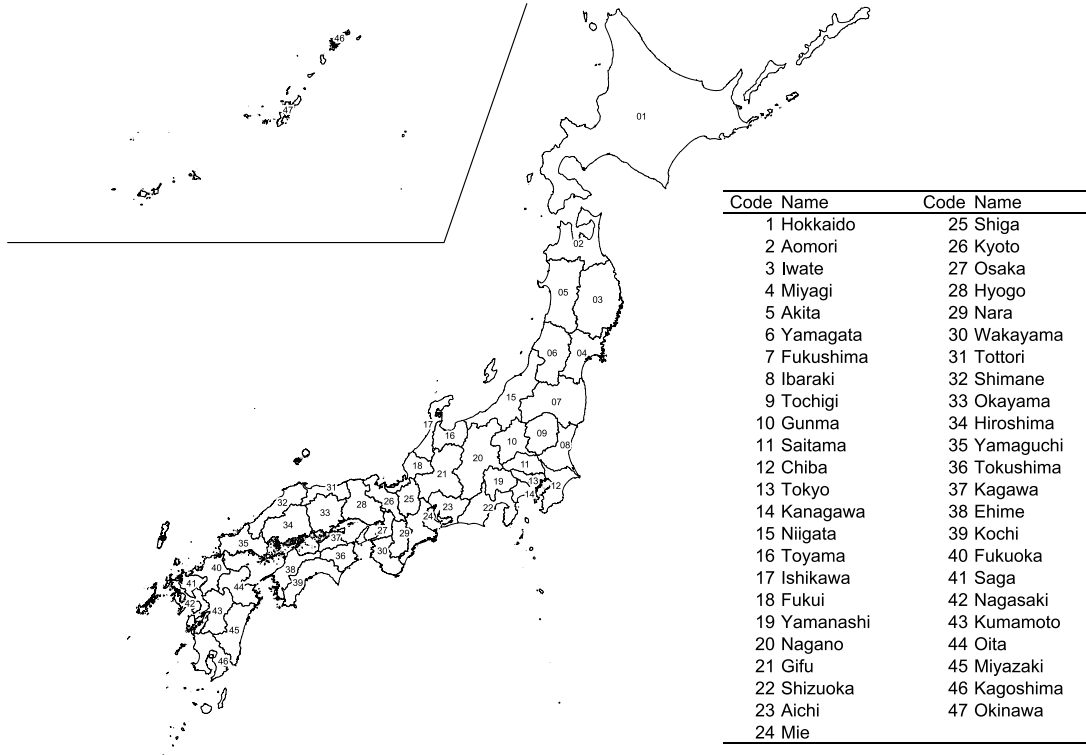 46
47
01
02
05
03
06
04
15
07
17
16
10
09
08
18
20
11
21
19
13
12
14
31
32
28
26
25
23
22
33
24
34
27
29
35
37
30
36
40
38
41
39
44
42
43
45
46
Code Name Code Name
1 Hokkaido 25 Shiga
2 Aomori 26 Kyoto
3 Iwate 27 Osaka
4 Miyagi 28 Hyogo
5 Akita 29 Nara
6 Yamagata 30 Wakayama
7 Fukushima 31 Tottori
8 Ibaraki 32 Shimane
9 Tochigi 33 Okayama
10 Gunma 34 Hiroshima
11 Saitama 35 Yamaguchi
12 Chiba 36 Tokushima
13 Tokyo 37 Kagawa
14 Kanagawa 38 Ehime
15 Niigata 39 Kochi
16 Toyama 40 Fukuoka
17 Ishikawa 41 Saga
18 Fukui 42 Nagasaki
19 Yamanashi 43 Kumamoto
20 Nagano 44 Oita
21 Gifu 45 Miyazaki
22 Shizuoka 46 Kagoshima
23 Aichi 47 Okinawa
24 Mie